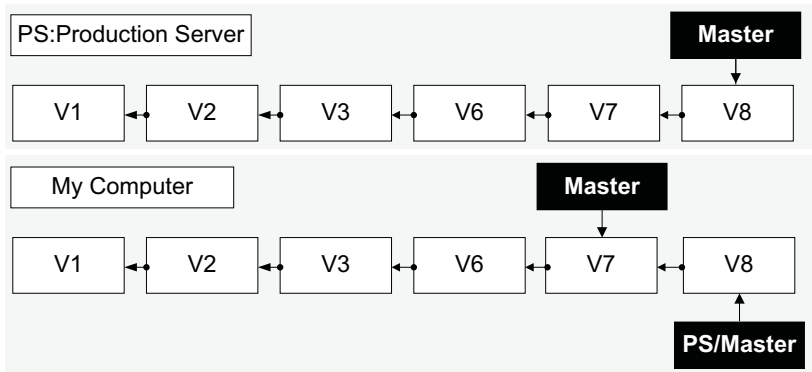 PS:Production Server
Master
V1 V2 V3 V6 V7 V8
My Computer
Master
V1 V2 V3 V6 V7 V8
PS/Master